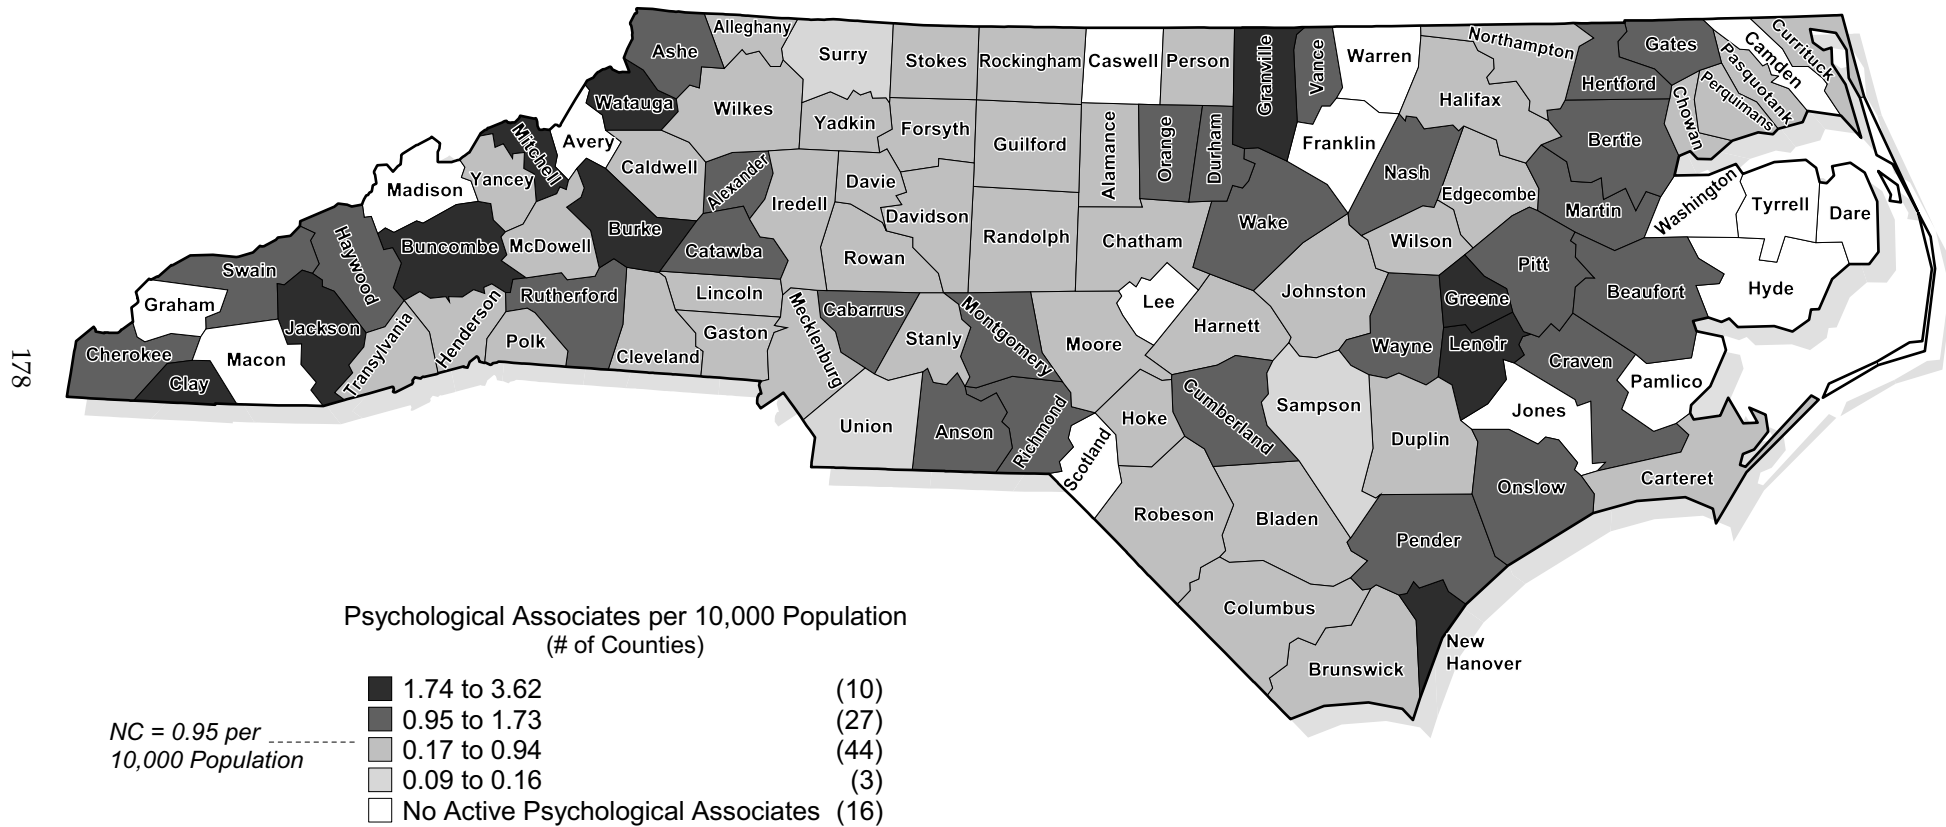 Alleghany
Ashe
Surry
Stokes
Rockingham
Caswell
Person
Granville
Vance
Warren
Northampton
Gates
Hertford
Camden
Currituck
Pasquotank
Perquimans
Chowan
Watauga
Wilkes
Yadkin
Forsyth
Guilford
Alamance
Orange
Durham
Franklin
Halifax
Bertie
Mitchell
Avery
Caldwell
Alexander
Iredell
Davie
Davidson
Nash
Edgecombe
Martin
Washington
Tyrrell
Dare
Madison
Yancey
Buncombe
McDowell
Burke
Catawba
Rowan
Randolph
Chatham
Wake
Wilson
Pitt
Beaufort
Hyde
Haywood
Swain
Graham
Jackson
Rutherford
Lincoln
Gaston
Mecklenburg
Cabarrus
Stanly
Montgomery
Moore
Lee
Harnett
Johnston
Greene
Wayne
Lenoir
Craven
Pamlico
Cherokee
Clay
Macon
Transylvania
Henderson
Polk
Cleveland
Union
Anson
Richmond
Scotland
Hoke
Cumberland
Sampson
Duplin
Jones
Onslow
Carteret
Robeson
Bladen
Pender
Columbus
Brunswick
New
Hanover
178
Psychological Associates per 10,000 Population
(# of Counties)
1.74 to 3.62 (10)
0.95 to 1.73 (27)
NC = 0.95 per
10,000 Population
0.17 to 0.94 (44)
0.09 to 0.16 (3)
No Active Psychological Associates (16)